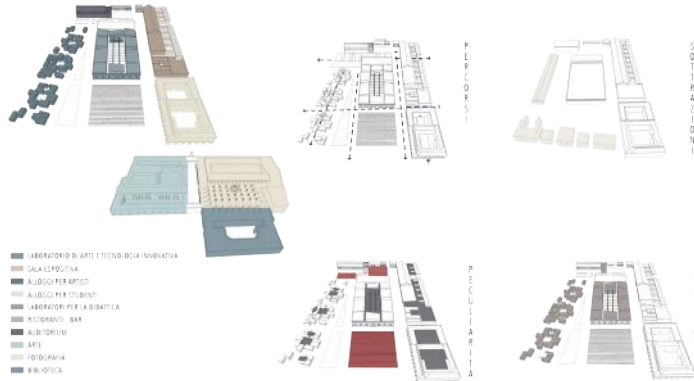 PERCORSI
SOTTRAZIONI
LABORATORIO DI ARTE E TECNOLOGIA INNOVATIVA
SALA ESPOSITIVA
ALLOGGI PER ARTISTI
ALLOGGI PER STUDENTI
LABORATORI PER LA DIDATTICA
RISTORANTE - BAR
AUDITORIUM
ARTE
FOTOGRAFIA
BIBLIOTECA
PECULIARITA